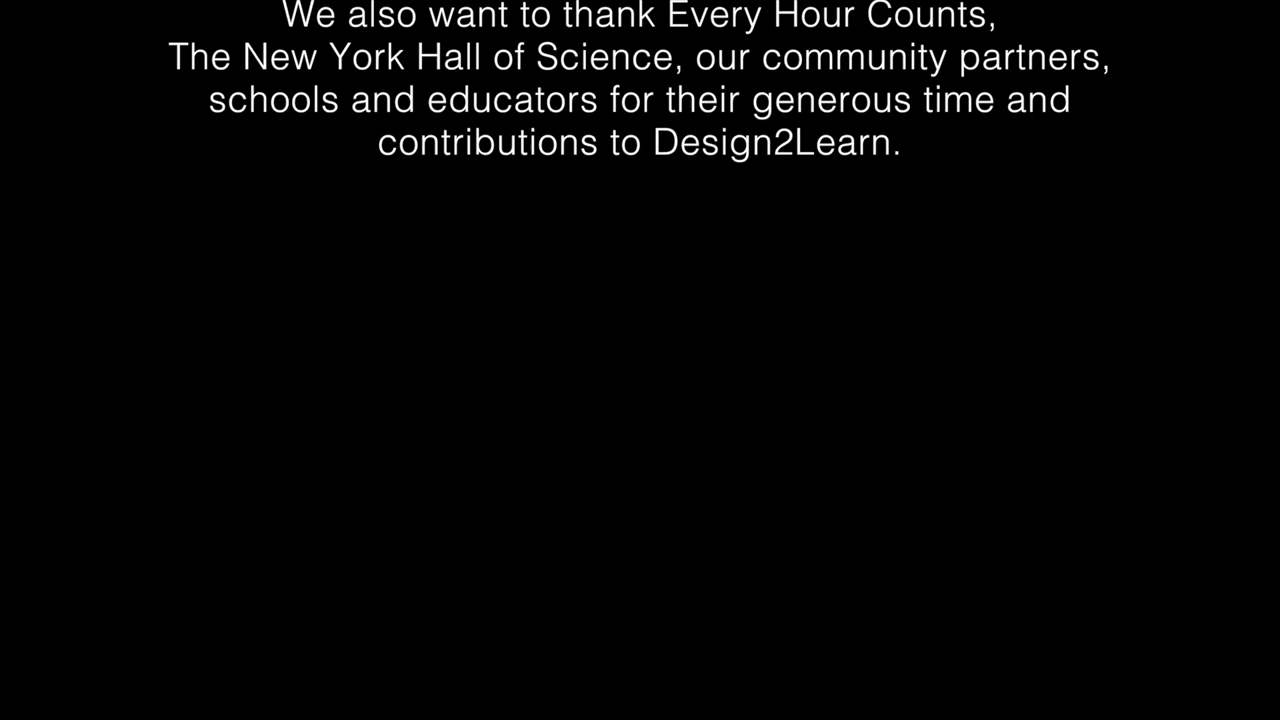 We also want to thank Every Hour Counts,
The New York Hall of Science, our community partners,
schools and educators for their generous time and
contributions to Design2Learn.